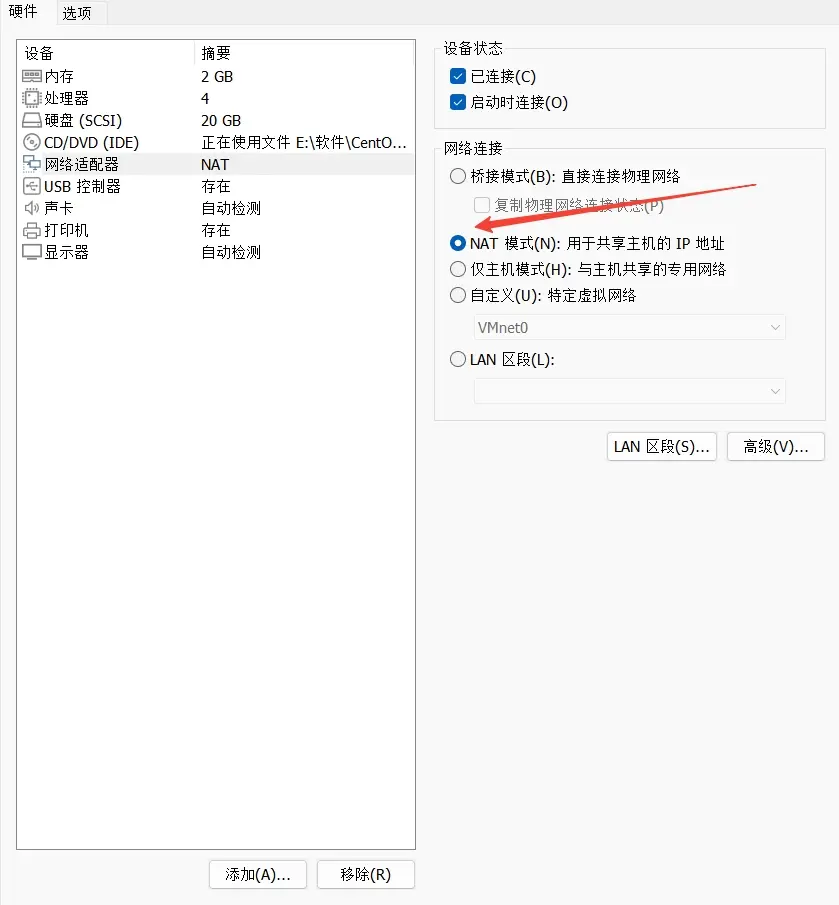 硬件 选项
设备 摘要
内存 2 GB
处理器 4
硬盘 (SCSI) 20 GB
CD/DVD (IDE) 正在使用文件 E:\软件\CentO...
网络适配器 NAT
USB 控制器 存在
声卡 自动检测
打印机 存在
显示器 自动检测
添加(A)... 移除(R)
设备状态
已连接(C)
启动时连接(O)
网络连接
桥接模式(B): 直接连接物理网络
复制物理网络连接状态(P)
NAT 模式(N): 用于共享主机的 IP 地址
仅主机模式(H): 与主机共享的专用网络
自定义(U): 特定虚拟网络
VMnet0
LAN 区段(L):
LAN 区段(S)... 高级(V)...